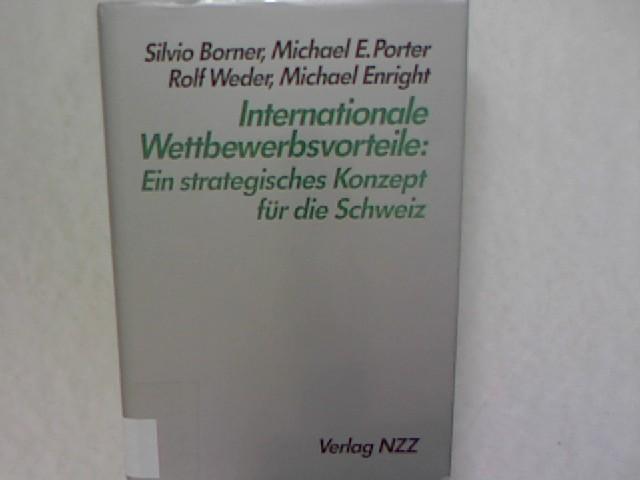 Silvio Borner, Michael E. Porter
Rolf Weder, Michael Enright
Internationale
Wettbewerbsvorteile:
Ein strategisches Konzept
für die Schweiz
Verlag NZZ